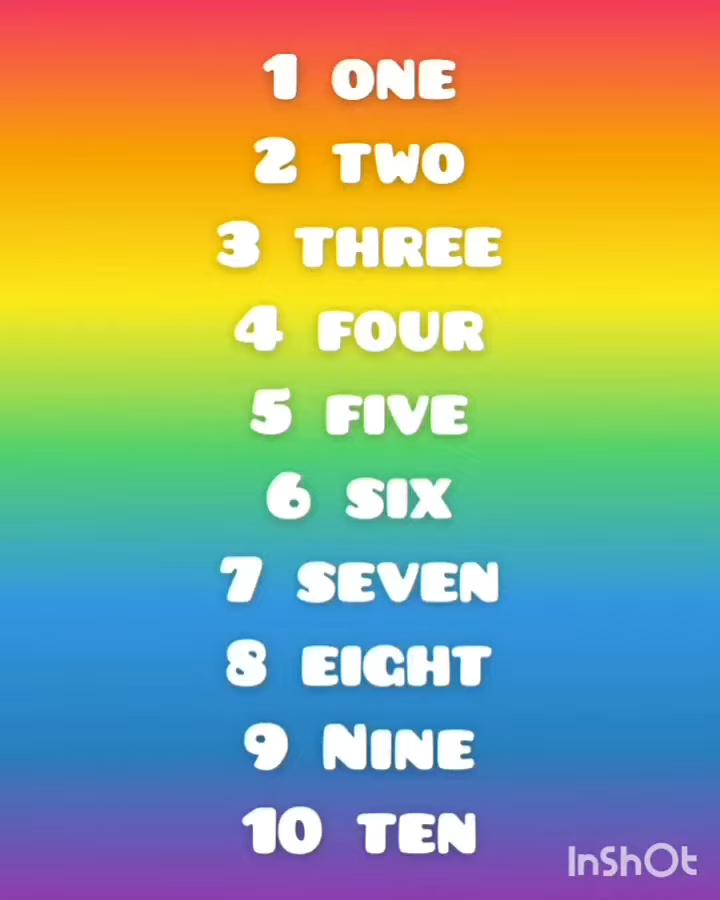 1 ONE
2 TWO
3 THREE
4 FOUR
5 FIVE
6 SIX
7 SEVEN
8 EIGHT
9 NINE
10 TEN
InShOt